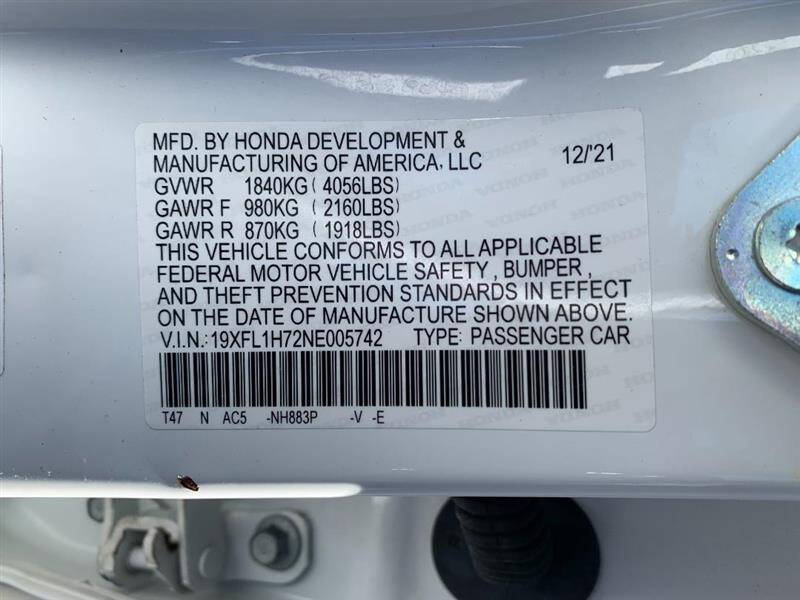 MFD. BY HONDA DEVELOPMENT &
MANUFACTURING OF AMERICA, LLC 12/'21
GVWR 1840KG ( 4056LBS)
GAWR F 980KG ( 2160LBS)
GAWR R 870KG ( 1918LBS)
THIS VEHICLE CONFORMS TO ALL APPLICABLE
FEDERAL MOTOR VEHICLE SAFETY , BUMPER ,
AND THEFT PREVENTION STANDARDS IN EFFECT
ON THE DATE OF MANUFACTURE SHOWN ABOVE.
V.I.N.:19XFL1H72NE005742 TYPE: PASSENGER CAR
T47 N AC5 -NH883P -V -E